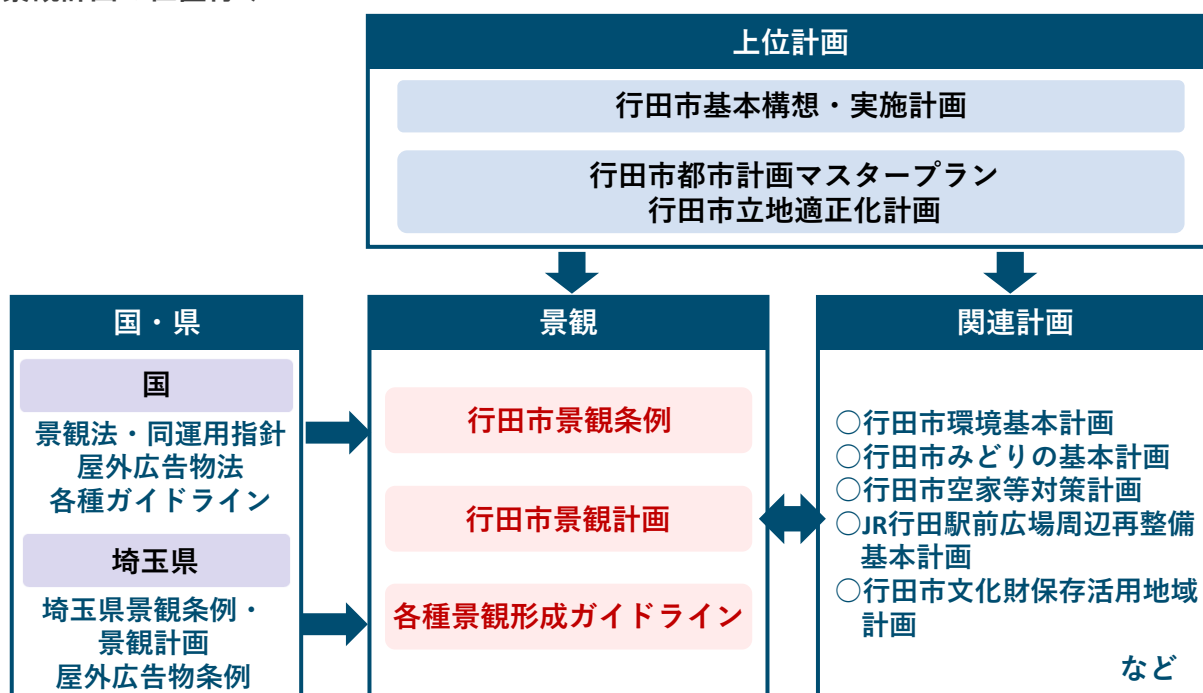 上位計画
行田市基本構想・実施計画
行田市都市計画マスタープラン
行田市立地適正化計画
国・県
国
景観法・同運用指針
屋外広告物法
各種ガイドライン
埼玉県
埼玉県景観条例・
景観計画
屋外広告物条例
景観
行田市景観条例
行田市景観計画
各種景観形成ガイドライン
関連計画
○行田市環境基本計画
○行田市みどりの基本計画
○行田市空家等対策計画
○JR行田駅前広場周辺再整備
基本計画
○行田市文化財保存活用地域
計画
など